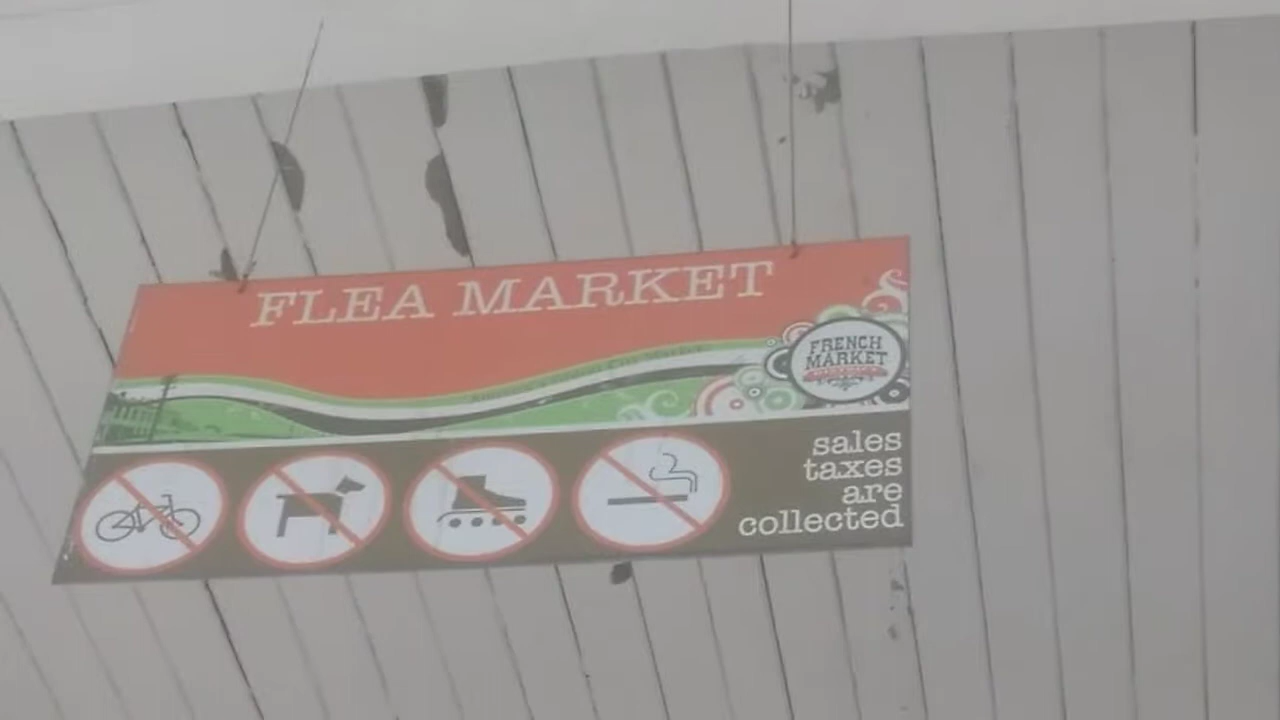 FLEA MARKET
FRENCH
MARKET
sales
taxes
are
collected